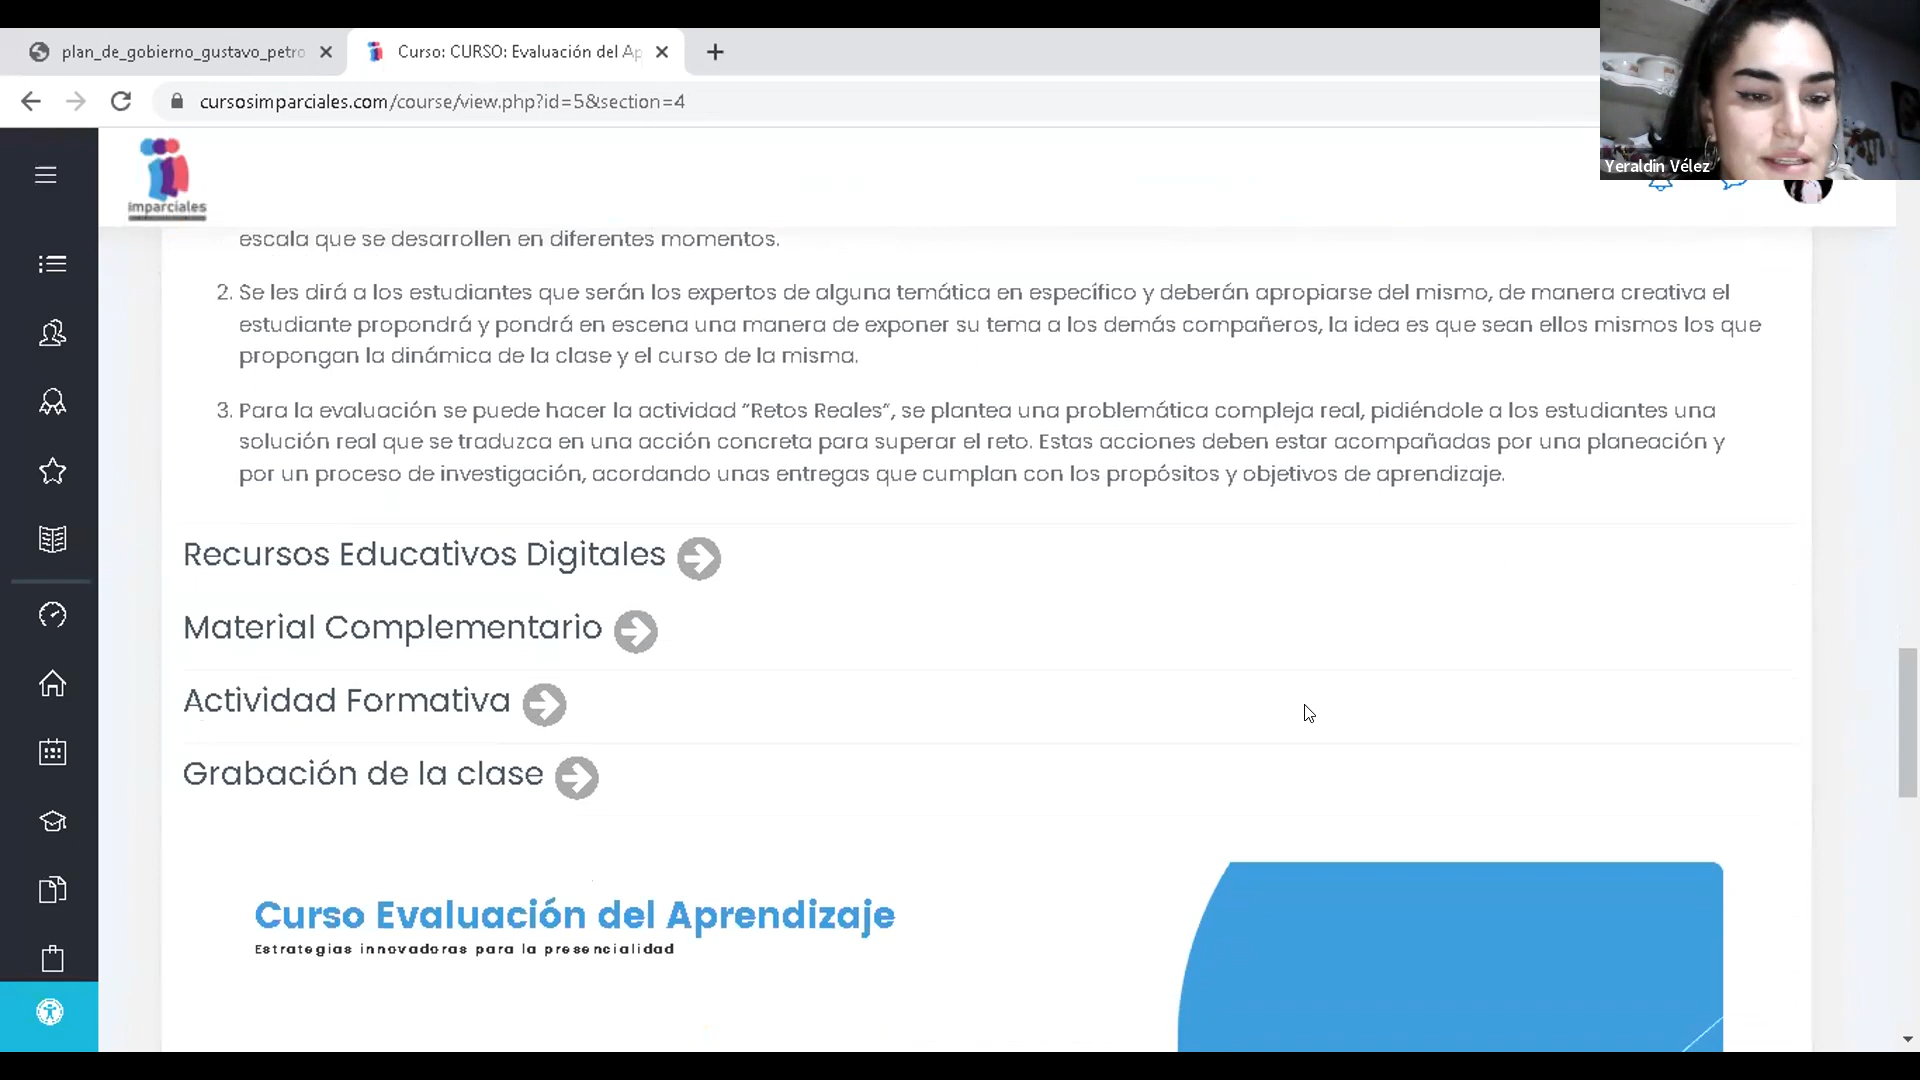 plan_de_gobierno_gustavo_petro
Curso: CURSO: Evaluación del Ap
cursosimparciales.com/course/view.php?id=5&section=4
Yeraldin Vélez
imparciales
escala que se desarrollen en diferentes momentos.
2. Se les dirá a los estudiantes que serán los expertos de alguna temática en específico y deberán apropiarse del mismo, de manera creativa el
estudiante propondrá y pondrá en escena una manera de exponer su tema a los demás compañeros, la idea es que sean ellos mismos los que
propongan la dinámica de la clase y el curso de la misma.
3. Para la evaluación se puede hacer la actividad “Retos Reales”, se plantea una problemática compleja real, pidiéndole a los estudiantes una
solución real que se traduzca en una acción concreta para superar el reto. Estas acciones deben estar acompañadas por una planeación y
por un proceso de investigación, acordando unas entregas que cumplan con los propósitos y objetivos de aprendizaje.
Recursos Educativos Digitales
Material Complementario
Actividad Formativa
Grabación de la clase
Curso Evaluación del Aprendizaje
Estrategias innovadoras para la presencialidad